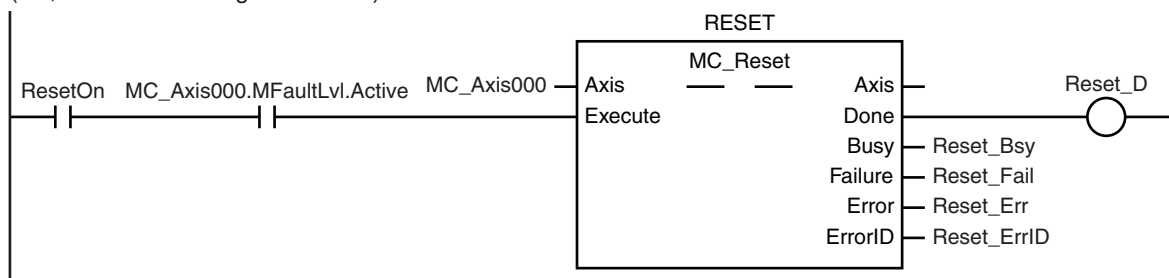 RESET
MC_Reset
ResetOn MC_Axis000.MFaultLvl.Active MC_Axis000 Axis Axis Reset_D
Execute Done
Busy Reset_Bsy
Failure Reset_Fail
Error Reset_Err
ErrorID Reset_ErrID